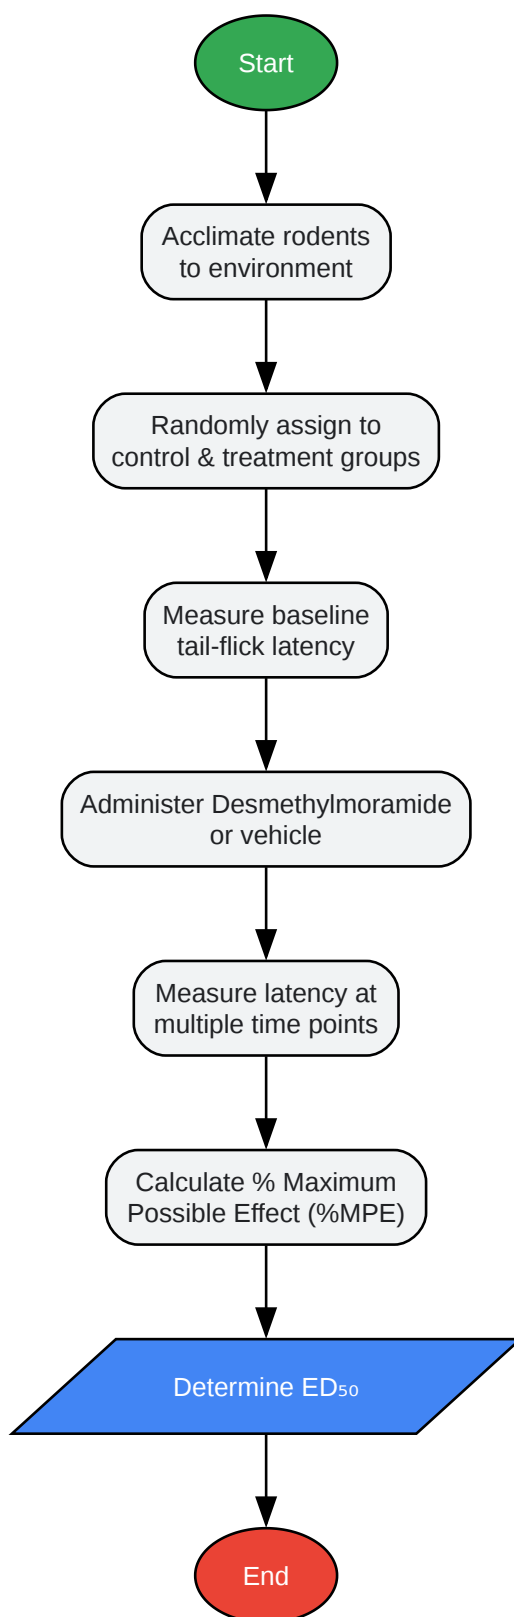 Start
Acclimate rodents
to environment
Randomly assign to
control & treatment groups
Measure baseline
tail-flick latency
Administer Desmethylmoramide
or vehicle
Measure latency at
multiple time points
Calculate % Maximum
Possible Effect (%MPE)
Determine ED₅₀
End